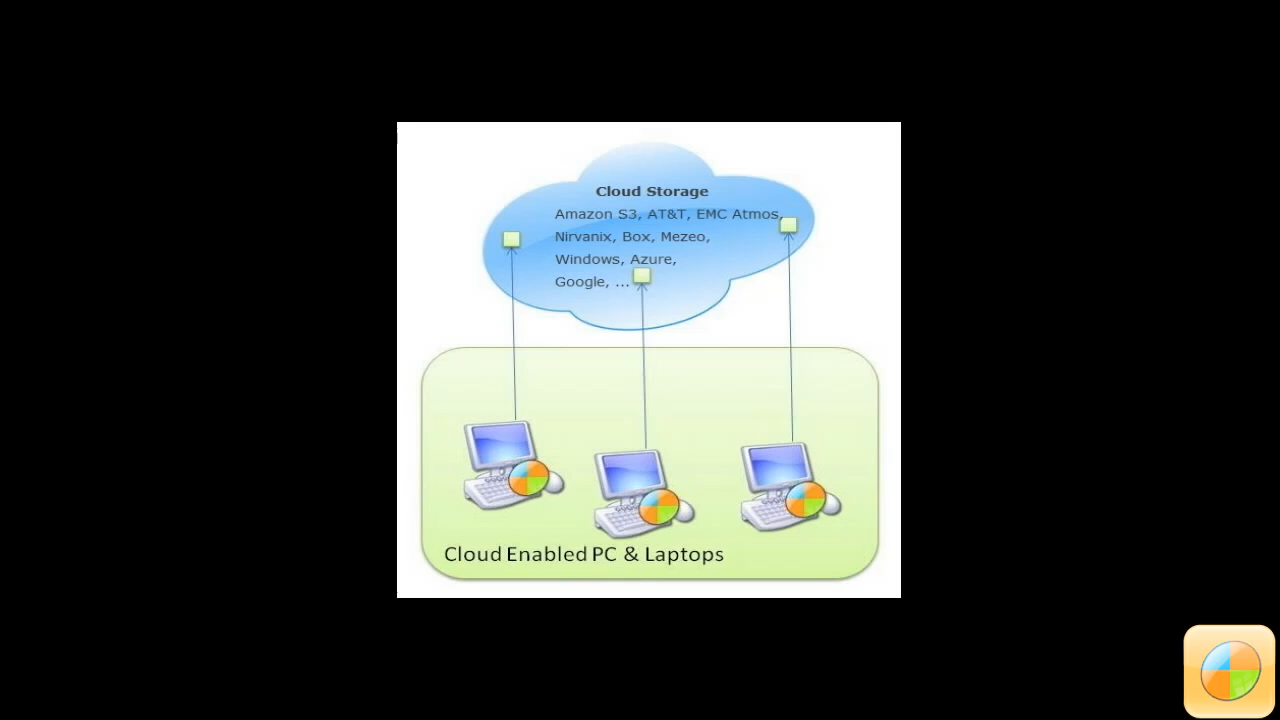 Cloud Storage
Amazon S3, AT&T, EMC Atmos,
Nirvanix, Box, Mezeo,
Windows, Azure,
Google, ...
Cloud Enabled PC & Laptops